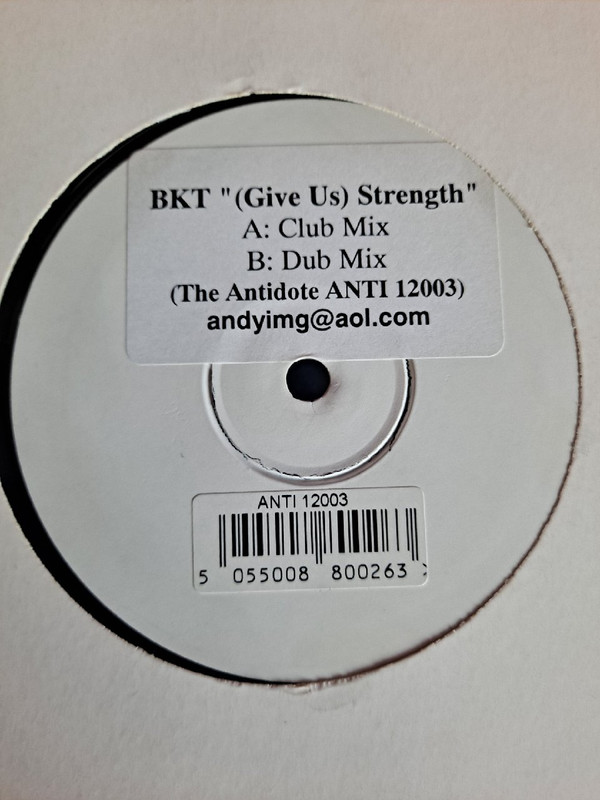 BKT "(Give Us) Strength"
A: Club Mix
B: Dub Mix
(The Antidote ANTI 12003)
andyimg@aol.com
ANTI 12003
5 055008 800263 >